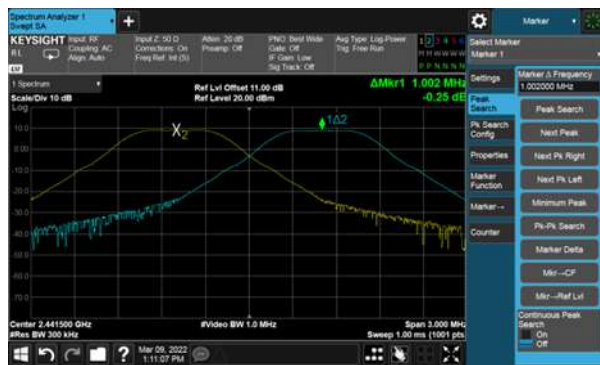 Spectrum Analyzer 1
Swept SA
+
Marker
KEYSIGHT
Input: RF
Input Z: 50 Ω
Atten: 20 dB
PNO: Best Wide
Avg Type: Log-Power
1 2 3 4 5 6
RL
Coupling: AC
Corrections: On
Preamp: Off
Gate: Off
Trig: Free Run
Align: Auto
Freq Ref: Int (S)
IF Gain: Low
Sig Track: Off
Select Marker
Marker 1
1 Spectrum
Ref Lvl Offset 11.00 dB
ΔMkr1 1.002 MHz
Scale/Div 10 dB
Ref Level 20.00 dBm
-0.25 dB
Log
10.0
0.00
-10.0
-20.0
-30.0
-40.0
-50.0
-60.0
-70.0
X2
1Δ2
Center 2.441500 GHz
#Video BW 1.0 MHz
Span 3.000 MHz
#Res BW 300 kHz
Sweep 1.00 ms (1001 pts)
?
Mar 09, 2022
1:11:07 PM
Settings
Peak Search
Pk Search Config
Properties
Marker Function
Marker→
Counter
Marker Δ Frequency
1.002000 MHz
Peak Search
Next Peak
Next Pk Right
Next Pk Left
Minimum Peak
Pk-Pk Search
Marker Delta
Mkr→CF
Mkr→Ref Lvl
Continuous Peak Search
On
Off